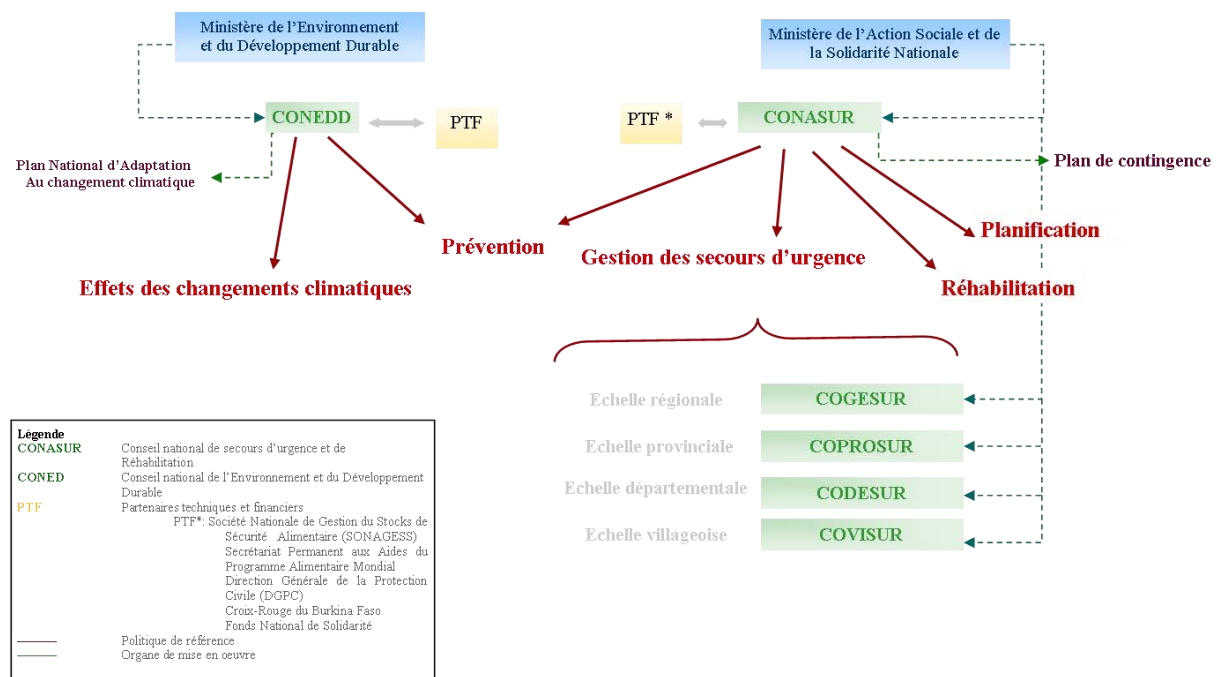 Ministère de l'Environnement
et du Développement Durable
Ministère de l'Action Sociale et de
la Solidarité Nationale
CONEDD
PTF
PTF *
CONASUR
Plan National d'Adaptation
Au changement climatique
Plan de contingence
Prévention
Planification
Gestion des secours d'urgence
Effets des changements climatiques
Réhabilitation
Echelle régionale
COGESUR
Echelle provinciale
COPROSUR
Echelle départementale
CODESUR
Echelle villageoise
COVISUR
Légende
CONASUR Conseil national de secours d'urgence et de
Réhabilitation
CONED Conseil national de l'Environnement et du Développement
Durable
PTF Partenaires techniques et financiers
PTF*: Société Nationale de Gestion du Stocks de
Sécurité Alimentaire (SONAGESS)
Secrétariat Permanent aux Aides du
Programme Alimentaire Mondial
Direction Générale de la Protection
Civile (DGPC)
Croix-Rouge du Burkina Faso
Fonds National de Solidarité
Politique de référence
Organe de mise en oeuvre